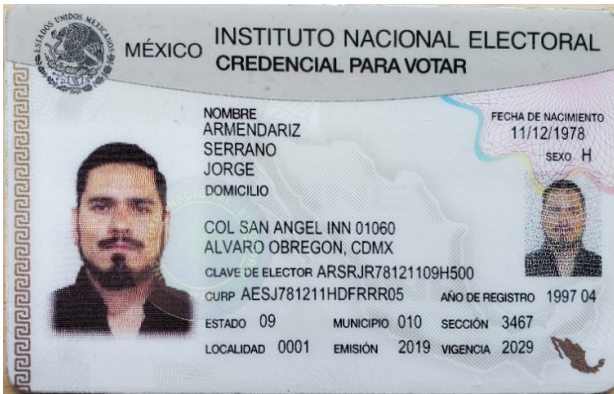 ESTADOS UNIDOS MEXICANOS
MÉXICO INSTITUTO NACIONAL ELECTORAL
CREDENCIAL PARA VOTAR
NOMBRE
ARMENDARIZ
SERRANO
JORGE
FECHA DE NACIMIENTO
11/12/1978
SEXO H
DOMICILIO
COL SAN ANGEL INN 01060
ALVARO OBREGON, CDMX
CLAVE DE ELECTOR ARSRJR78121109H500
CURP AESJ781211HDFRRR05 AÑO DE REGISTRO 1997 04
ESTADO 09 MUNICIPIO 010 SECCIÓN 3467
LOCALIDAD 0001 EMISIÓN 2019 VIGENCIA 2029